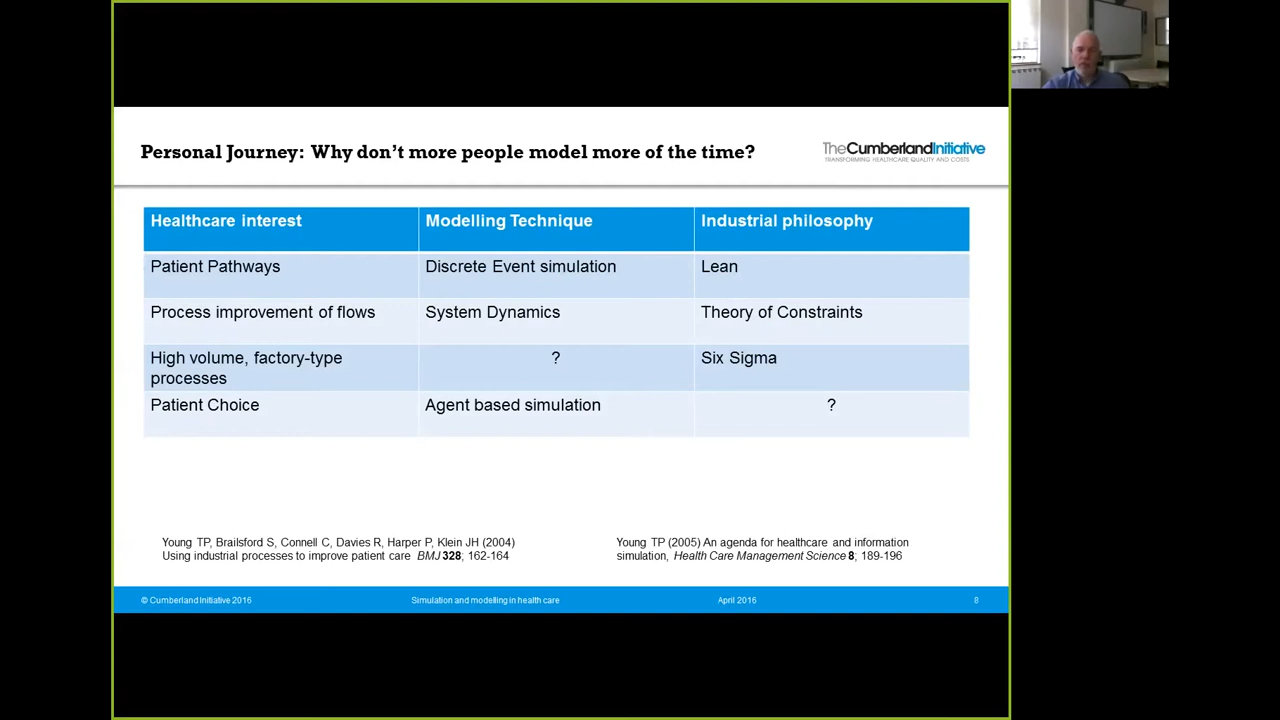 Personal Journey: Why don't more people model more of the time?
TheCumberlandInitiative
TRANSFORMING HEALTHCARE QUALITY AND COSTS
Healthcare interest
Modelling Technique
Industrial philosophy
Patient Pathways
Discrete Event simulation
Lean
Process improvement of flows
System Dynamics
Theory of Constraints
High volume, factory-type
processes
?
Six Sigma
Patient Choice
Agent based simulation
?
Young TP, Brailsford S, Connell C, Davies R, Harper P, Klein JH (2004)
Using industrial processes to improve patient care BMJ 328; 162-164
Young TP (2005) An agenda for healthcare and information
simulation, Health Care Management Science 8; 189-196
© Cumberland Initiative 2016
Simulation and modelling in health care
April 2016
8